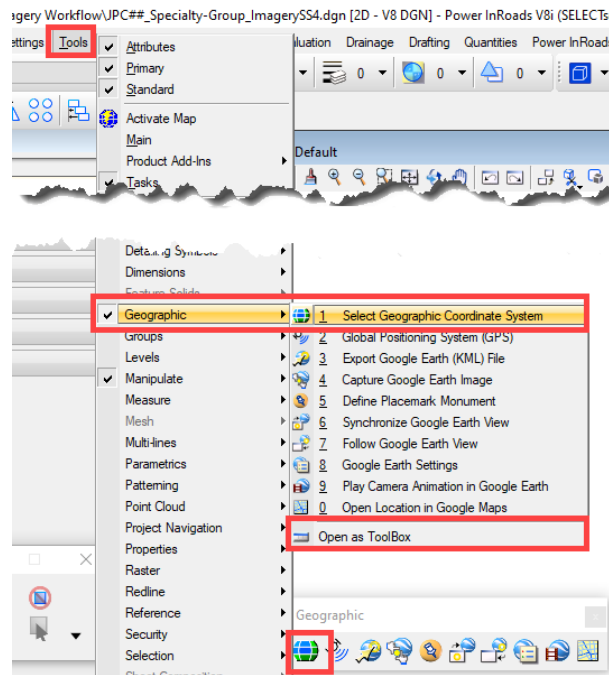 agery Workflow\JPC##_Specialty-Group_ImagerySS4.dgn [2D - V8 DGN] - Power InRoads V8i (SELECTs
ettings Tools luation Drainage Drafting Quantities Power InRoads
Attributes
Primary
Standard
0 0 0
Activate Map
Main
Product Add-Ins
Tasks
Default
Dimensions
Geographic
Groups
Levels
Manipulate
Measure
Mesh
Multi-lines
Parametrics
Patterning
Point Cloud
Project Navigation
Properties
Raster
Redline
Reference
Security
Selection
1 Select Geographic Coordinate System
2 Global Positioning System (GPS)
3 Export Google Earth (KML) File
4 Capture Google Earth Image
5 Define Placemark Monument
6 Synchronize Google Earth View
7 Follow Google Earth View
8 Google Earth Settings
9 Play Camera Animation in Google Earth
0 Open Location in Google Maps
Open as ToolBox
Geographic